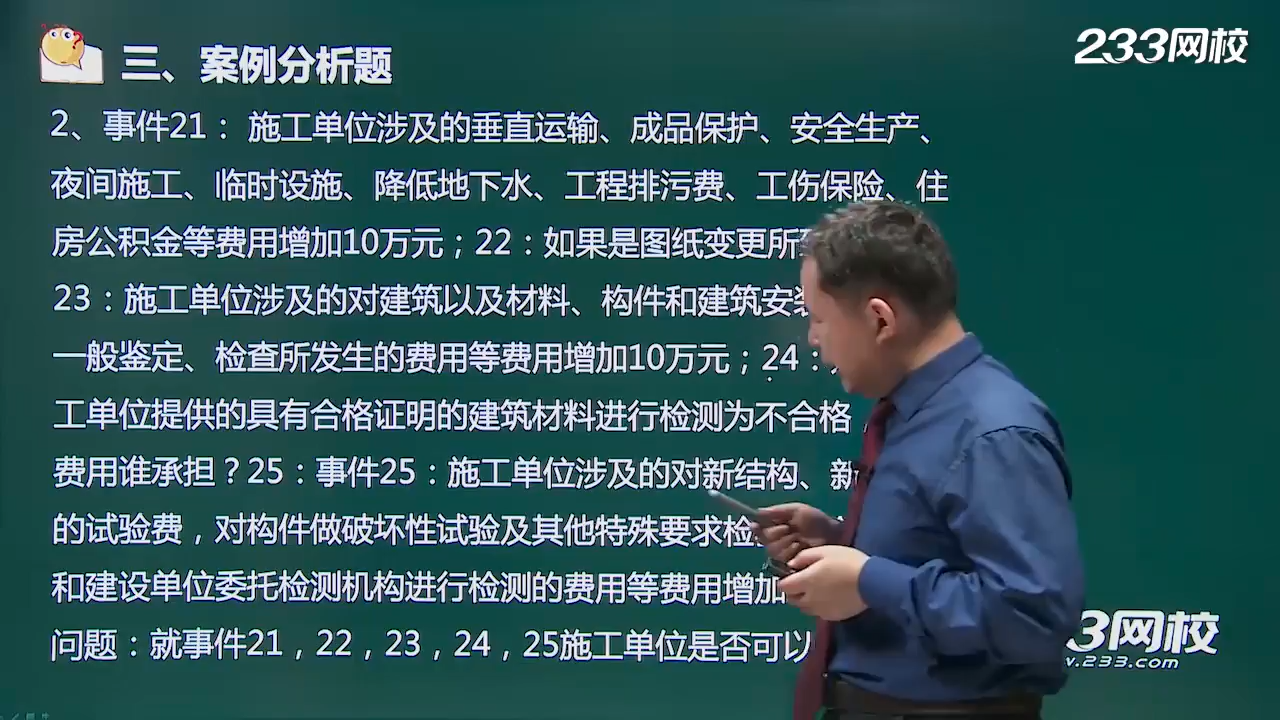 三、案例分析题
233网校
2、事件21： 施工单位涉及的垂直运输、成品保护、安全生产、
夜间施工、临时设施、降低地下水、工程排污费、工伤保险、住
房公积金等费用增加10万元；22：如果是图纸变更所
23：施工单位涉及的对建筑以及材料、构件和建筑安装
一般鉴定、检查所发生的费用等费用增加10万元；24：
工单位提供的具有合格证明的建筑材料进行检测为不合格
费用谁承担？25：事件25：施工单位涉及的对新结构、新
的试验费，对构件做破坏性试验及其他特殊要求检
和建设单位委托检测机构进行检测的费用等费用增加
问题：就事件21，22，23，24，25施工单位是否可以
3网校
.233.com